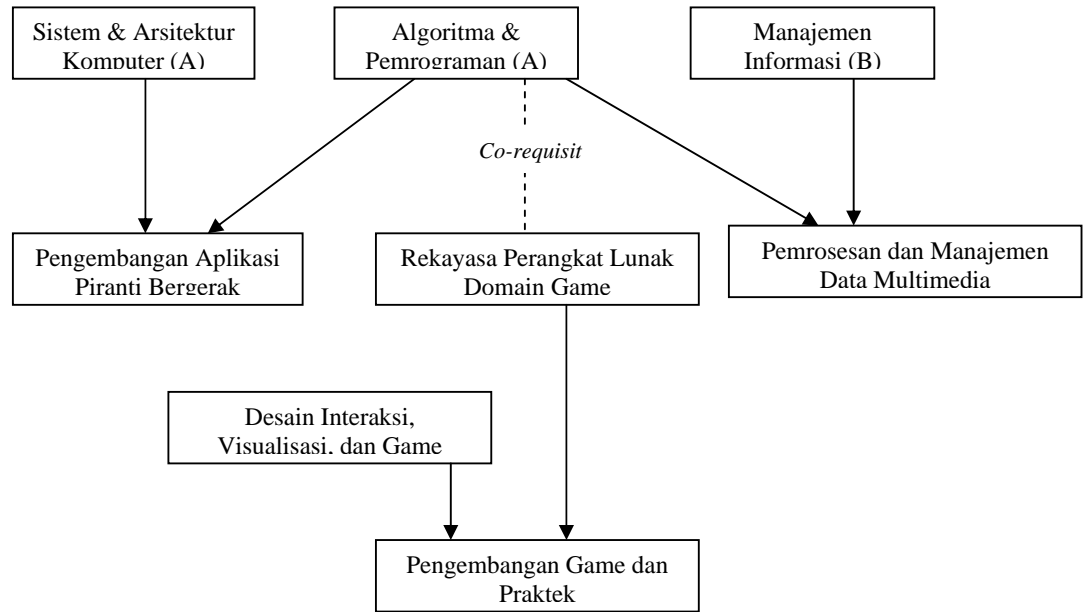 Sistem & Arsitektur
Komputer (A)
Algoritma &
Pemrograman (A)
Manajemen
Informasi (B)
Co-requisit
Pengembangan Aplikasi
Piranti Bergerak
Rekayasa Perangkat Lunak
Domain Game
Pemrosesan dan Manajemen
Data Multimedia
Desain Interaksi,
Visualisasi, dan Game
Pengembangan Game dan
Praktek